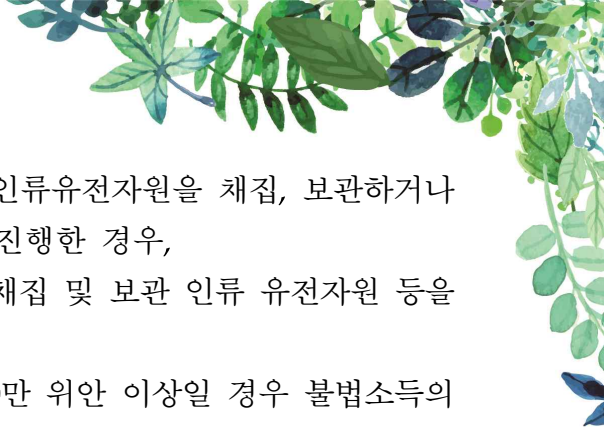 인류유전자원을 채집, 보관하거나
진행한 경우,
채집 및 보관 인류 유전자원 등을
만 위안 이상일 경우 불법소득의